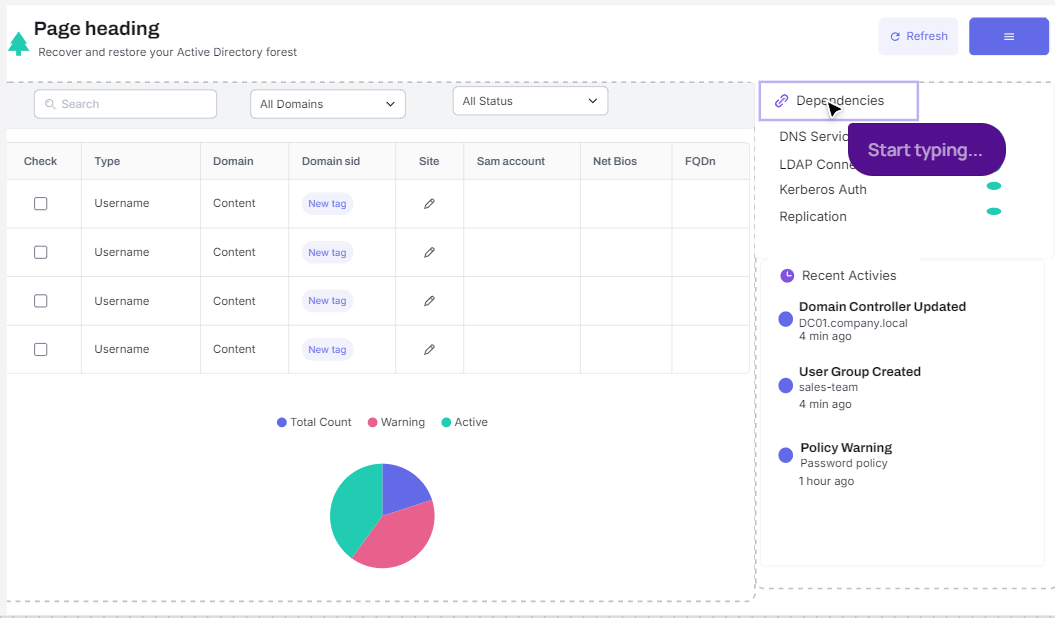 Page heading
Recover and restore your Active Directory forest
Refresh
Search
All Domains
All Status
Check Type Domain Domain sid Site Sam account Net Bios FQDn
Username Content New tag
Username Content New tag
Username Content New tag
Username Content New tag
Total Count Warning Active
Dependencies
Start typing...
DNS
LDAP
Kerberos Auth
Replication
Recent Activies
Domain Controller Updated
DC01.company.local
4 min ago
User Group Created
sales-team
4 min ago
Policy Warning
Password policy
1 hour ago